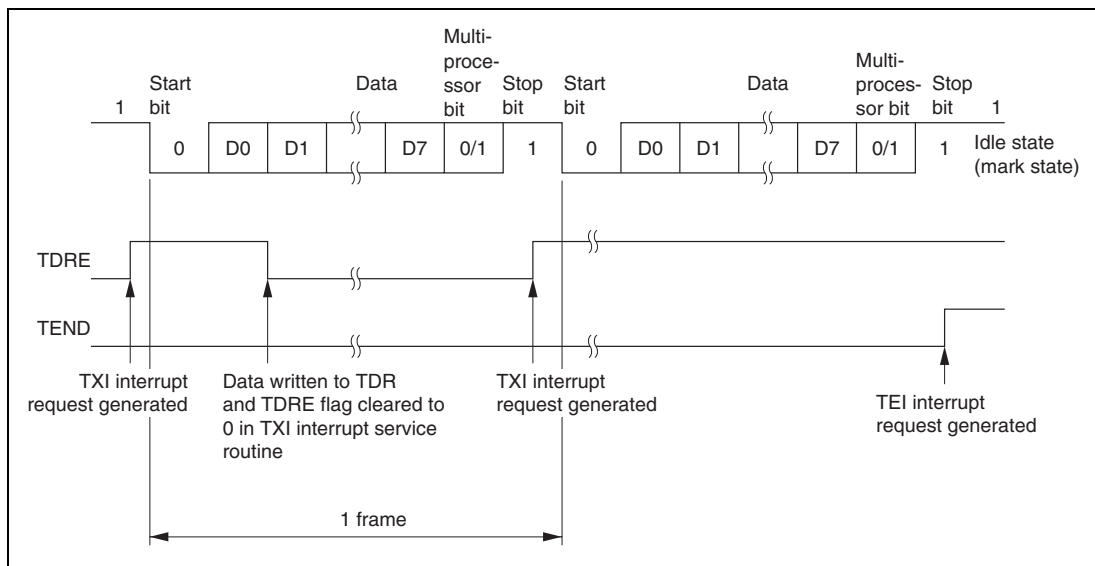 1
Start
bit
Data
Multi-
proce-
ssor
bit
Stop
bit
Start
bit
Data
Multi-
proces-
sor bit
Stop
bit
1
0 D0 D1 D7 0/1 1 0 D0 D1 D7 0/1 1
Idle state
(mark state)
TDRE
TEND
TXI interrupt
request generated
Data written to TDR
and TDRE flag cleared to
0 in TXI interrupt service
routine
TXI interrupt
request generated
TEI interrupt
request generated
1 frame